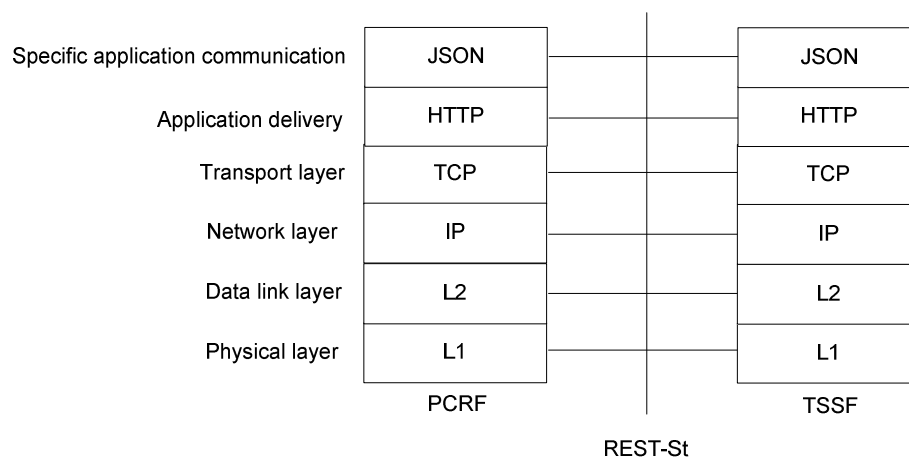 Specific application communication JSON JSON
Application delivery HTTP HTTP
Transport layer TCP TCP
Network layer IP IP
Data link layer L2 L2
Physical layer L1 L1
PCRF TSSF
REST-St